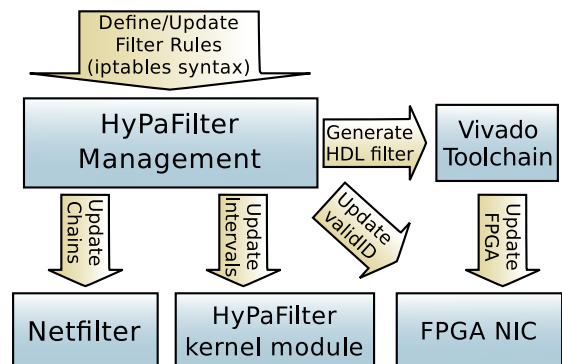 Define/Update
Filter Rules
(iptables syntax)
HyPaFilter
Management
Generate
HDL filter
Vivado
Toolchain
Update
Chains
Update
Intervals
Update
validID
Update
FPGA
Netfilter
HyPaFilter
kernel module
FPGA NIC